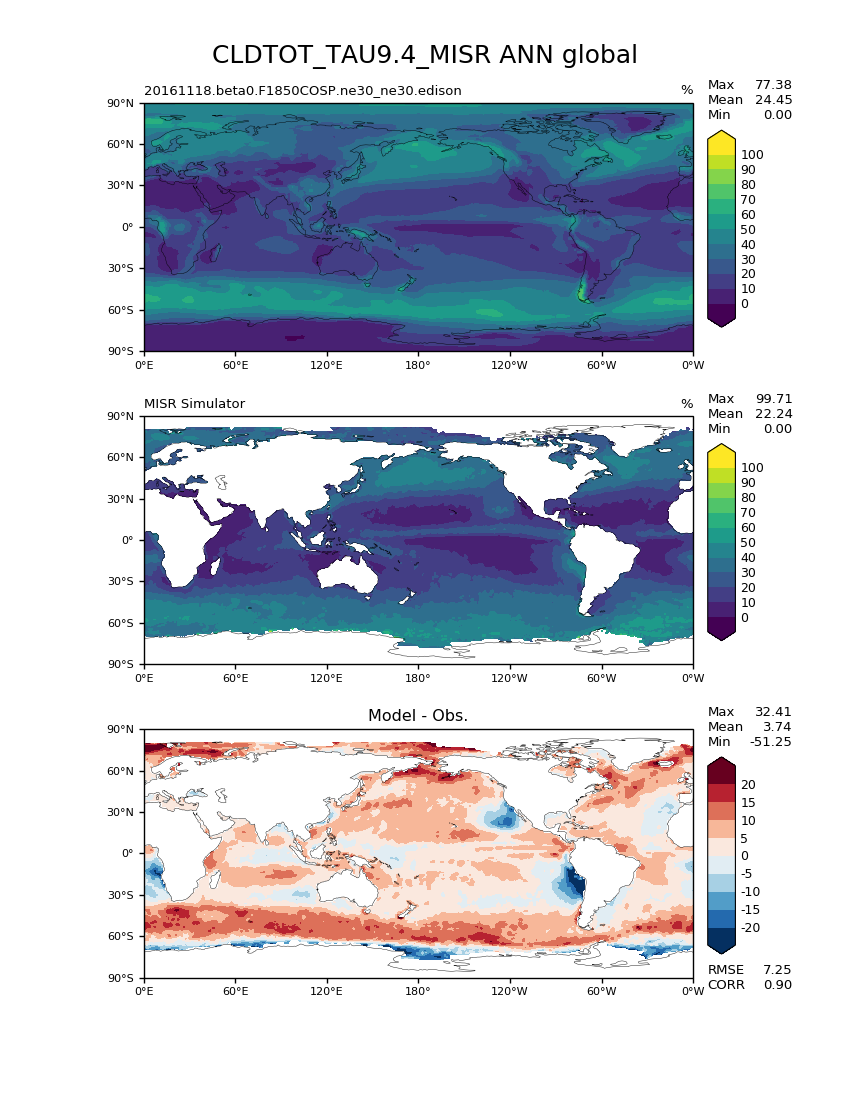 CLDTOT_TAU9.4_MISR ANN global
20161118.beta0.F1850COSP.ne30_ne30.edison %
Max 77.38
Mean 24.45
Min 0.00
90°N
60°N
30°N
0°
30°S
60°S
90°S
0°E 60°E 120°E 180° 120°W 60°W 0°W
100
90
80
70
60
50
40
30
20
10
0
MISR Simulator %
Max 99.71
Mean 22.24
Min 0.00
90°N
60°N
30°N
0°
30°S
60°S
90°S
0°E 60°E 120°E 180° 120°W 60°W 0°W
100
90
80
70
60
50
40
30
20
10
0
Model - Obs.
Max 32.41
Mean 3.74
Min -51.25
90°N
60°N
30°N
0°
30°S
60°S
90°S
0°E 60°E 120°E 180° 120°W 60°W 0°W
20
15
10
5
0
-5
-10
-15
-20
RMSE 7.25
CORR 0.90